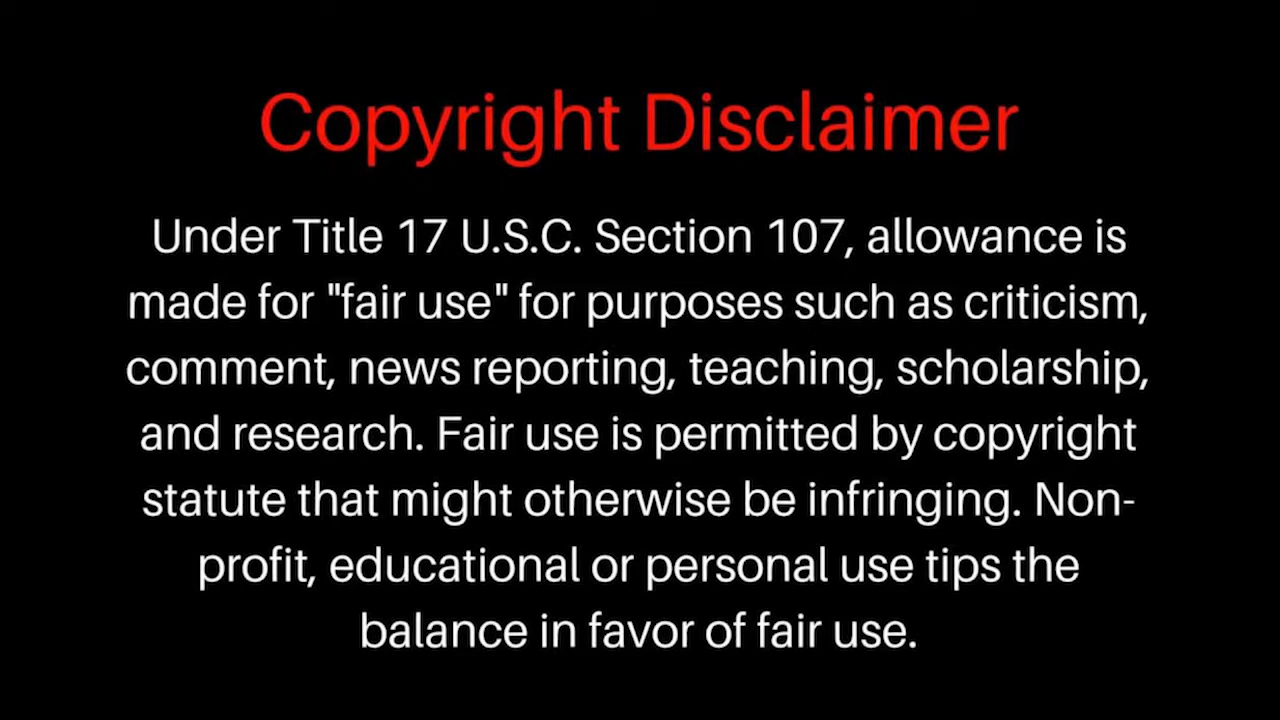 Copyright Disclaimer
Under Title 17 U.S.C. Section 107, allowance is
made for "fair use" for purposes such as criticism,
comment, news reporting, teaching, scholarship,
and research. Fair use is permitted by copyright
statute that might otherwise be infringing. Non-
profit, educational or personal use tips the
balance in favor of fair use.